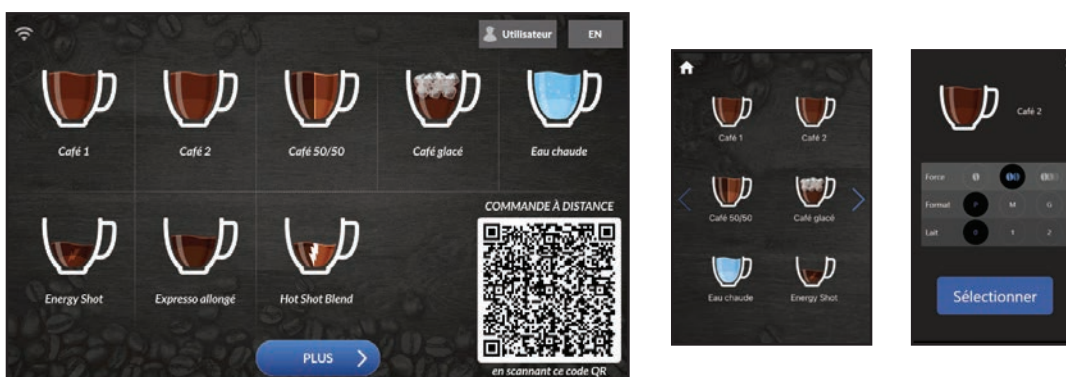 Utilisateur
EN
Café 1
Café 2
Café 50/50
Café glacé
Eau chaude
COMMANDE À DISTANCE
Energy Shot
Expresso allongé
Hot Shot Blend
PLUS
en scannant ce code QR
Café 1
Café 2
Café 50/50
Café glacé
Eau chaude
Energy Shot
Café 2
Force
Format P M G
Lait 0 1 2
Sélectionner